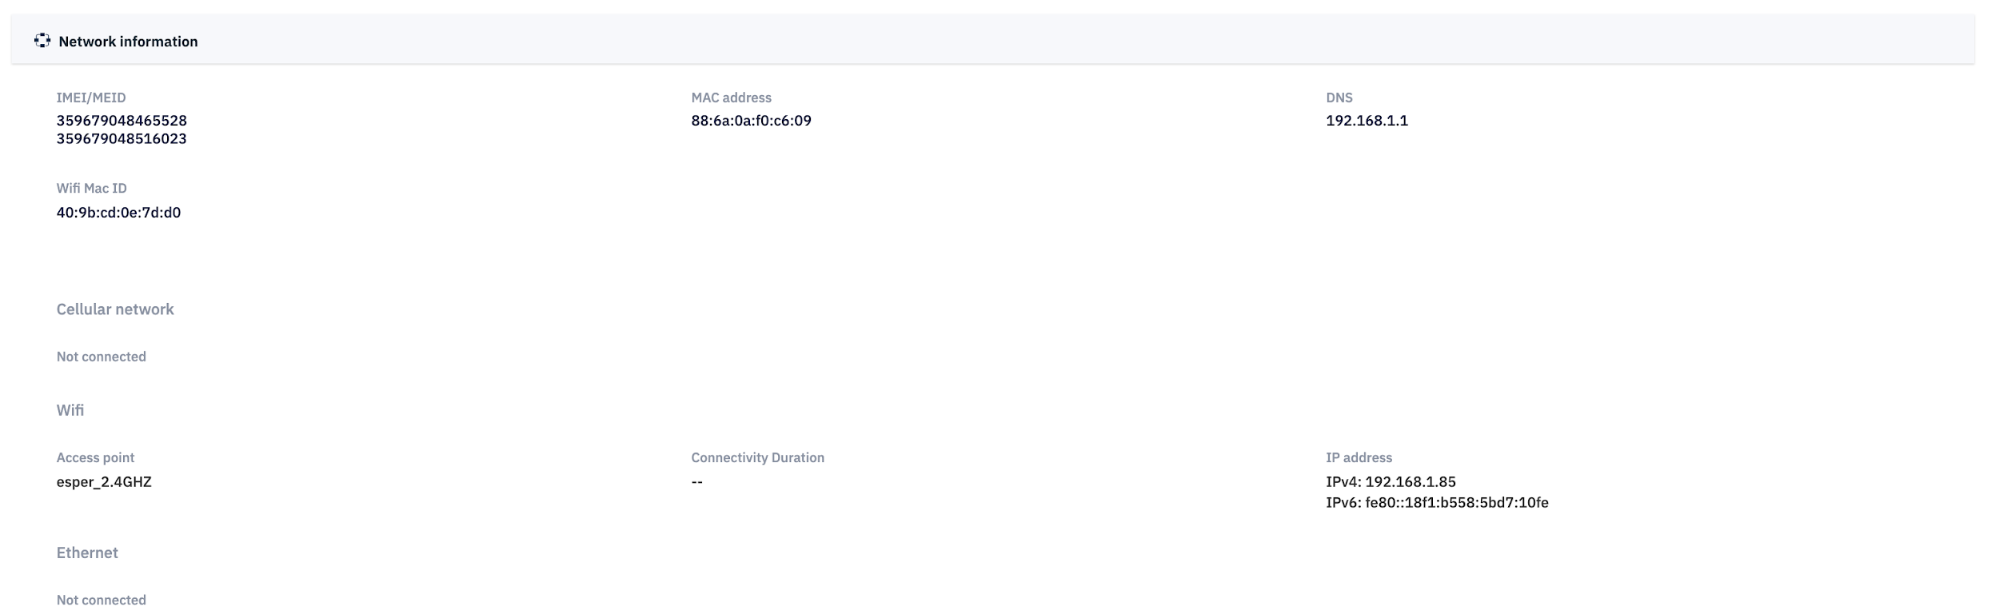 Network information
IMEI/MEID
359679048465528
359679048516023
MAC address
88:6a:0a:f0:c6:09
DNS
192.168.1.1
Wifi Mac ID
40:9b:cd:0e:7d:d0
Cellular network
Not connected
Wifi
Access point
esper_2.4GHZ
Connectivity Duration
--
IP address
IPv4: 192.168.1.85
IPv6: fe80::18f1:b558:5bd7:10fe
Ethernet
Not connected